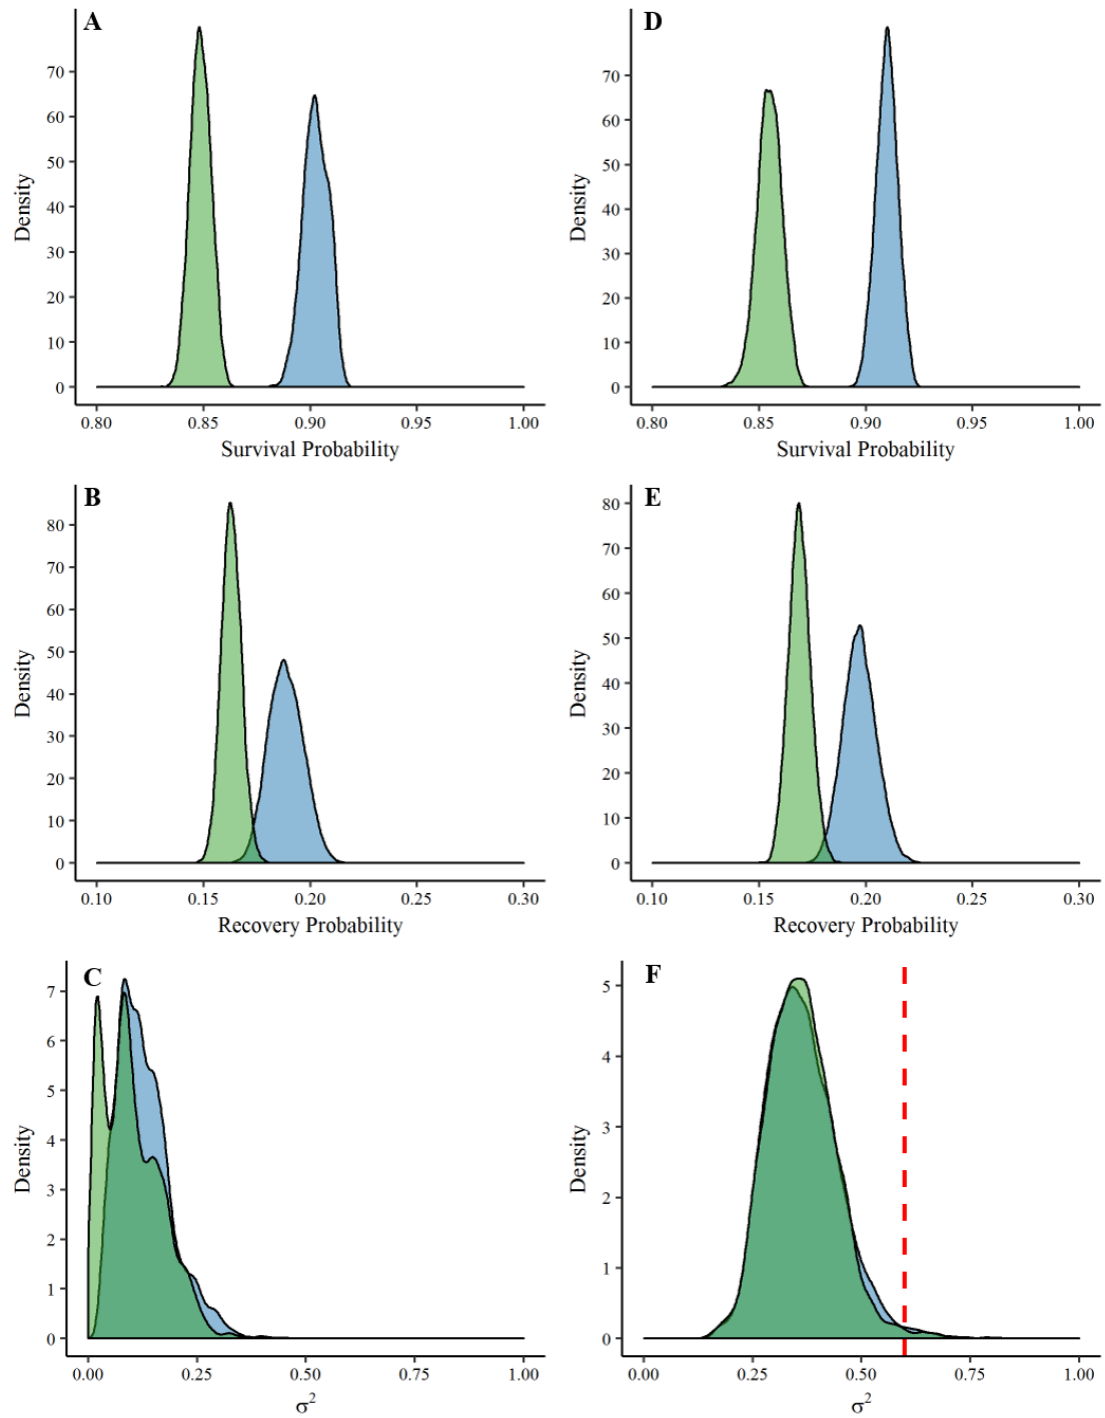 A
Density
70
60
50
40
30
20
10
0
0.80 0.85 0.90 0.95 1.00
Survival Probability
D
Density
70
60
50
40
30
20
10
0
0.80 0.85 0.90 0.95 1.00
Survival Probability
B
Density
80
70
60
50
40
30
20
10
0
0.10 0.15 0.20 0.25 0.30
Recovery Probability
E
Density
80
70
60
50
40
30
20
10
0
0.10 0.15 0.20 0.25 0.30
Recovery Probability
C
Density
7
6
5
4
3
2
1
0
0.00 0.25 0.50 0.75 1.00
σ²
F
Density
5
4
3
2
1
0
0.00 0.25 0.50 0.75 1.00
σ²